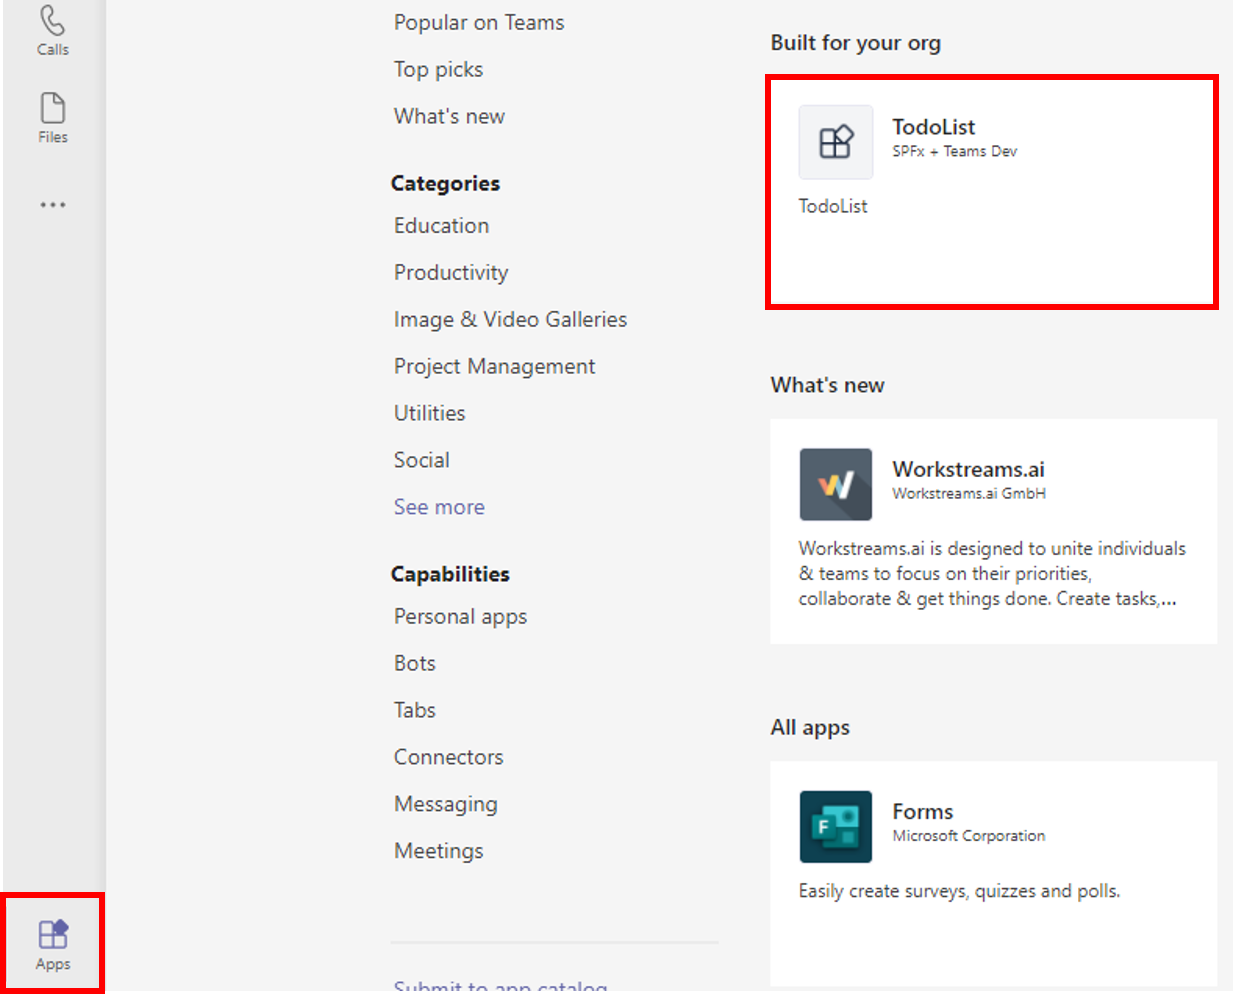 Calls
Files
Apps
Popular on Teams
Top picks
What's new
Categories
Education
Productivity
Image & Video Galleries
Project Management
Utilities
Social
See more
Capabilities
Personal apps
Bots
Tabs
Connectors
Messaging
Meetings
Submit to app catalog
Built for your org
TodoList
SPFx + Teams Dev
TodoList
What's new
W
Workstreams.ai
Workstreams.ai GmbH
Workstreams.ai is designed to unite individuals
& teams to focus on their priorities,
collaborate & get things done. Create tasks,...
All apps
F
Forms
Microsoft Corporation
Easily create surveys, quizzes and polls.